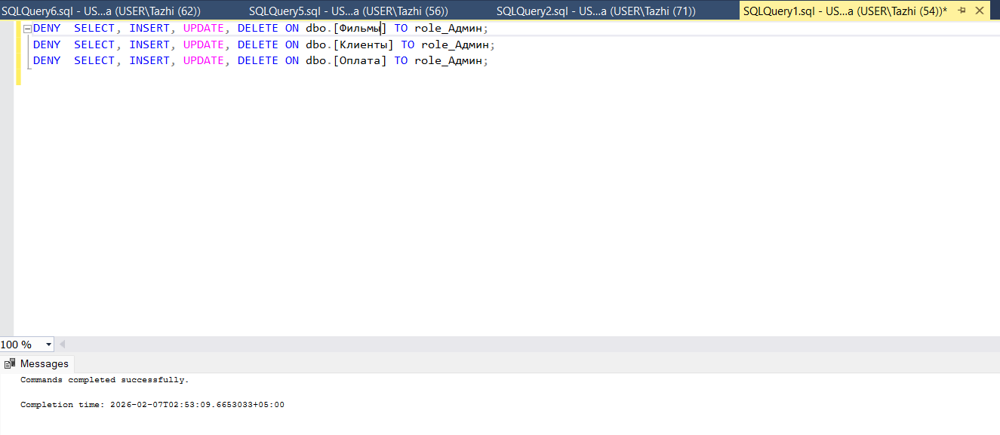 SQLQuery6.sql - US...a (USER\Tazhi (62)) SQLQuery5.sql - US...a (USER\Tazhi (56)) SQLQuery2.sql - US...a (USER\Tazhi (71)) SQLQuery1.sql - US...a (USER\Tazhi (54))*
DENY  SELECT, INSERT, UPDATE, DELETE ON dbo.[Фильмы] TO role_Админ;
DENY  SELECT, INSERT, UPDATE, DELETE ON dbo.[Клиенты] TO role_Админ;
DENY  SELECT, INSERT, UPDATE, DELETE ON dbo.[Оплата] TO role_Админ;
100 %
Messages
Commands completed successfully.
Completion time: 2026-02-07T02:53:09.6653033+05:00